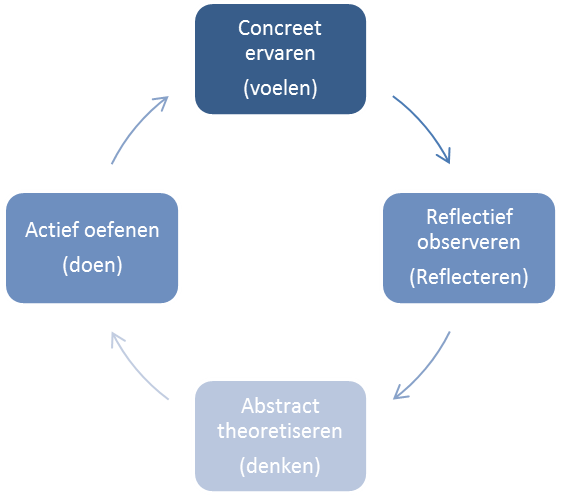 Concreet
ervaren
(voelen)
Actief oefenen
(doen)
Reflectief
observeren
(Reflecteren)
Abstract
theoretiseren
(denken)